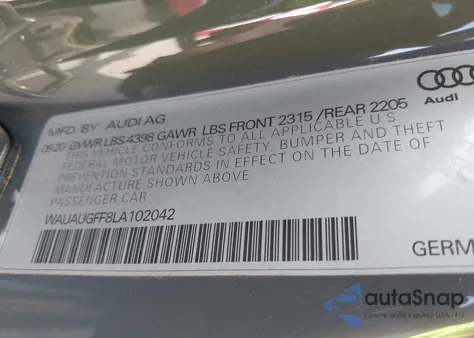 MFD BY AUDI AG
08-20 GVWR LBS 4398 GAWR LBS FRONT 2315 / REAR 2205
THIS VEHICLE CONFORMS TO ALL APPLICABLE U S
FEDERAL MOTOR VEHICLE SAFETY, BUMPER AND THEFT
PREVENTION STANDARDS IN EFFECT ON THE DATE OF
MANUFACTURE SHOWN ABOVE
PASSENGER CAR
WAUAUGFF8LA102042
Audi
GERM
autoSnap